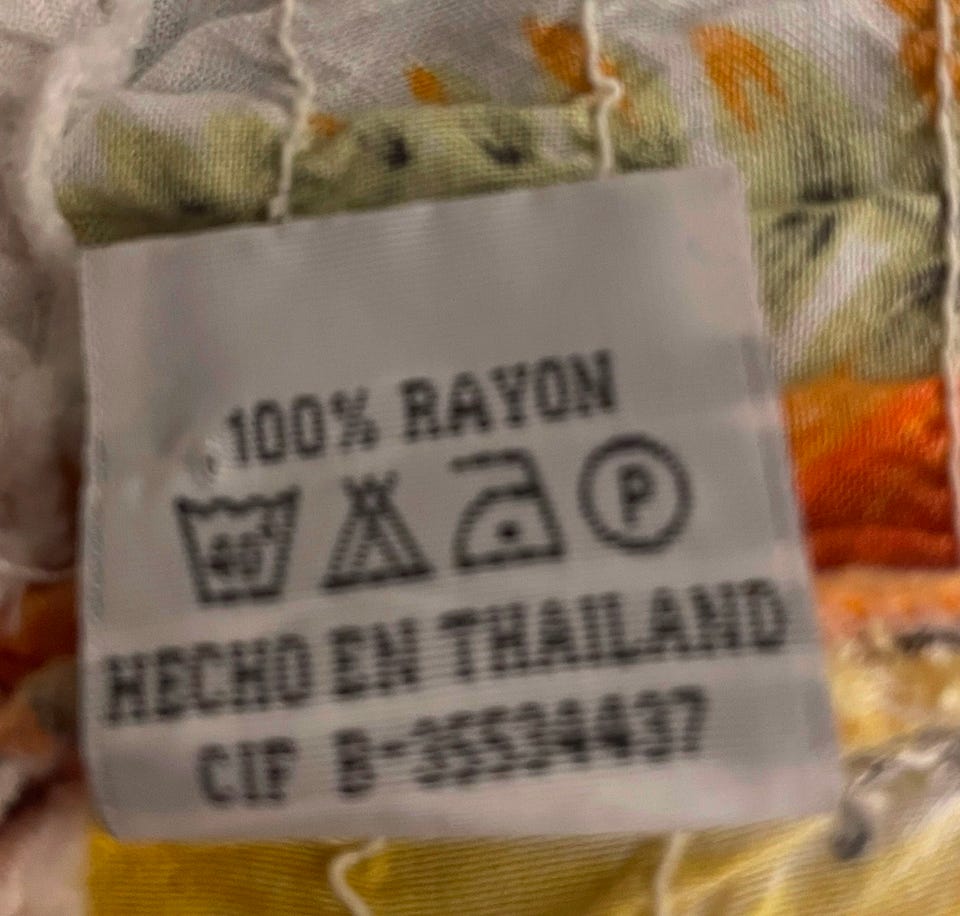 100% RAYON
40° P
HECHO EN THAILAND
CIF B-35534437